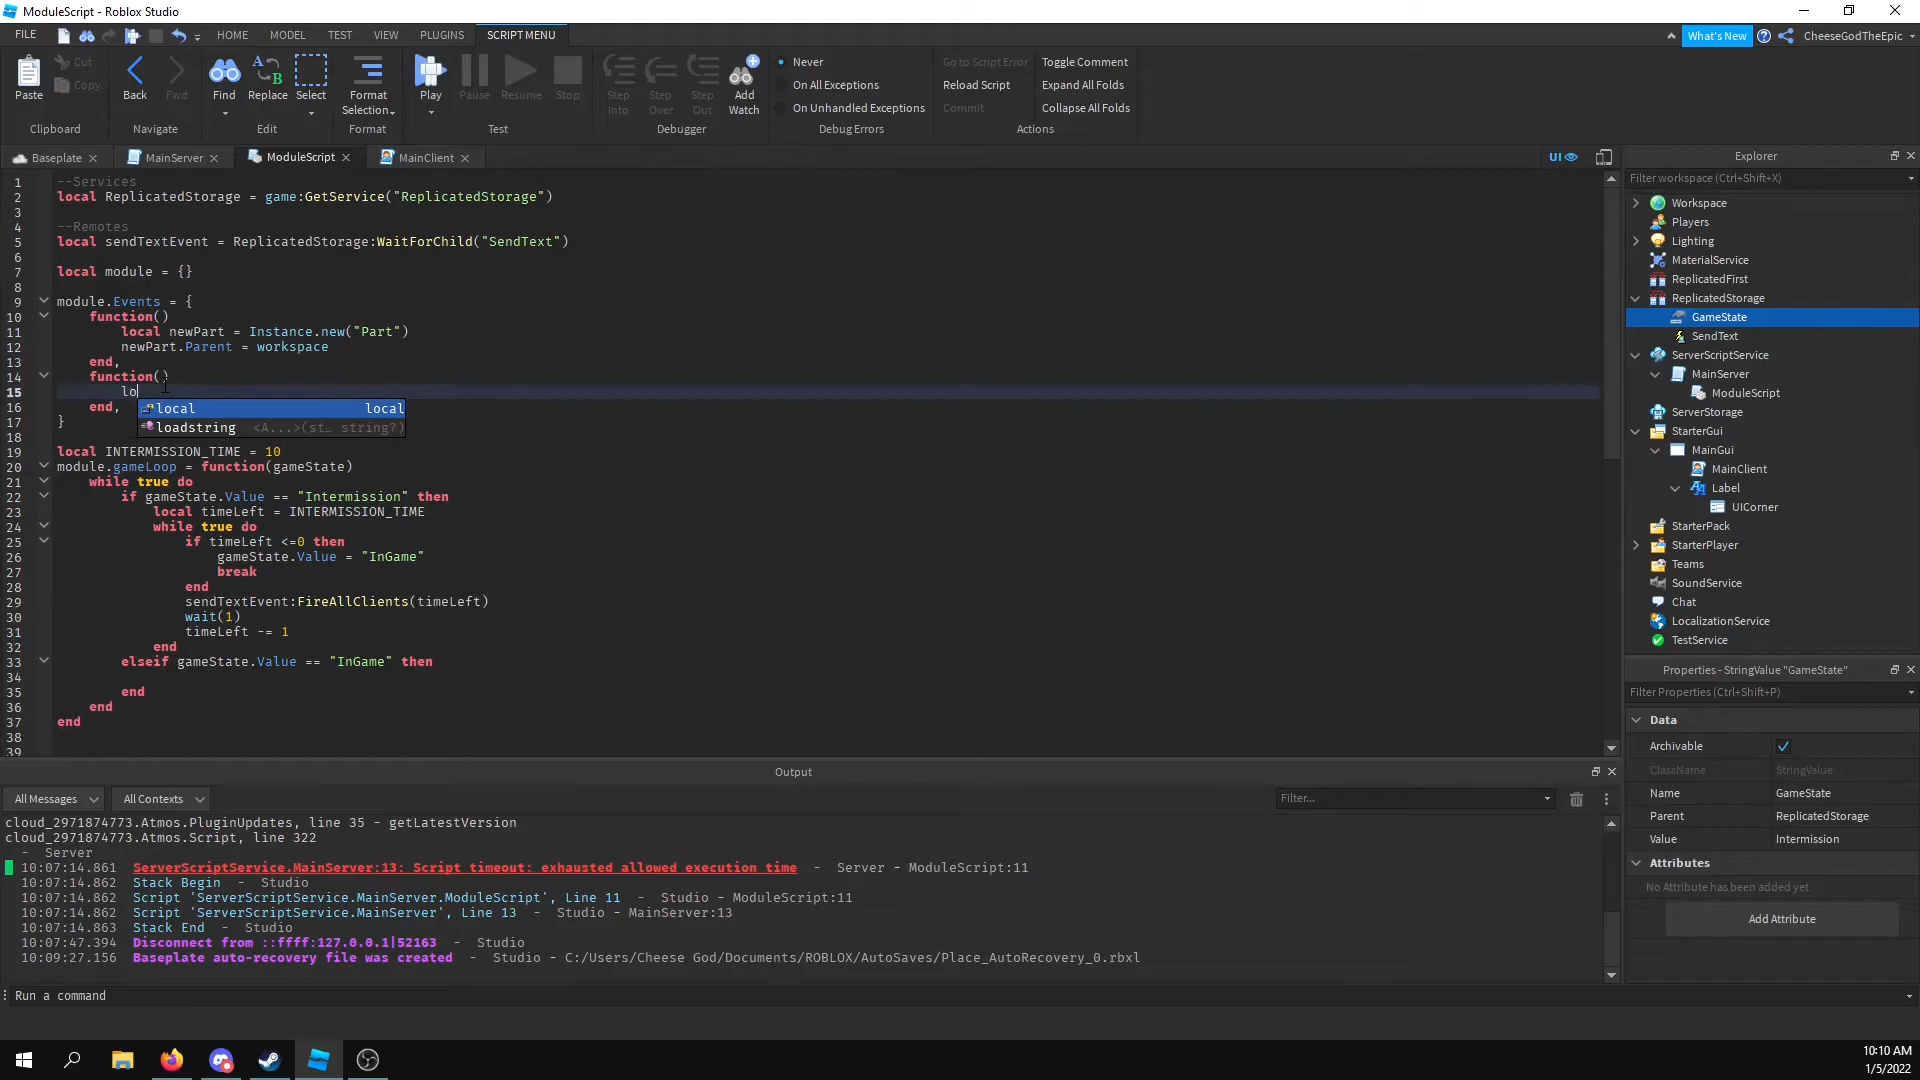 ModuleScript - Roblox Studio
FILE HOME MODEL TEST VIEW PLUGINS SCRIPT MENU What's New CheeseGodTheEpic
Paste Cut Copy Back Fwd Find Replace Select Format Selection Play Pause Resume Stop Step Into Step Over Step Out Add Watch
Never
On All Exceptions
On Unhandled Exceptions
Go to Script Error
Reload Script
Commit
Toggle Comment
Expand All Folds
Collapse All Folds
Clipboard Navigate Edit Format Test Debugger Debug Errors Actions
Baseplate MainServer ModuleScript MainClient UI
1 --Services
2 local ReplicatedStorage = game:GetService("ReplicatedStorage")
3
4 --Remotes
5 local sendTextEvent = ReplicatedStorage:WaitForChild("SendText")
6
7 local module = {}
8
9 module.Events = {
10 function()
11 local newPart = Instance.new("Part")
12 newPart.Parent = workspace
13 end,
14 function()
15 lo
16 end,
local local
17 }
loadstring <A...>(st… string?)
18
19 local INTERMISSION_TIME = 10
20 module.gameLoop = function(gameState)
21 while true do
22 if gameState.Value == "Intermission" then
23 local timeLeft = INTERMISSION_TIME
24 while true do
25 if timeLeft <=0 then
26 gameState.Value = "InGame"
27 break
28 end
29 sendTextEvent:FireAllClients(timeLeft)
30 wait(1)
31 timeLeft -= 1
32 end
33 elseif gameState.Value == "InGame" then
34
35 end
36 end
37 end
38
39
Explorer
Filter workspace (Ctrl+Shift+X)
Workspace
Players
Lighting
MaterialService
ReplicatedFirst
ReplicatedStorage
GameState
SendText
ServerScriptService
MainServer
ModuleScript
ServerStorage
StarterGui
MainGui
MainClient
Label
UICorner
StarterPack
StarterPlayer
Teams
SoundService
Chat
LocalizationService
TestService
Properties - StringValue "GameState"
Filter Properties (Ctrl+Shift+P)
Data
Archivable
ClassName StringValue
Name GameState
Parent ReplicatedStorage
Value Intermission
Attributes
No Attribute has been added yet
Add Attribute
Output
All Messages All Contexts Filter...
cloud_2971874773.Atmos.PluginUpdates, line 35 - getLatestVersion
cloud_2971874773.Atmos.Script, line 322
- Server
10:07:14.861 ServerScriptService.MainServer:13: Script timeout: exhausted allowed execution time - Server - ModuleScript:11
10:07:14.862 Stack Begin - Studio
10:07:14.862 Script 'ServerScriptService.MainServer.ModuleScript', Line 11 - Studio - ModuleScript:11
10:07:14.862 Script 'ServerScriptService.MainServer', Line 13 - Studio - MainServer:13
10:07:14.863 Stack End - Studio
10:07:47.394 Disconnect from ::ffff:127.0.0.1|52163 - Studio
10:09:27.156 Baseplate auto-recovery file was created - Studio - C:/Users/Cheese God/Documents/ROBLOX/AutoSaves/Place_AutoRecovery_0.rbxl
Run a command
10:10 AM
1/5/2022